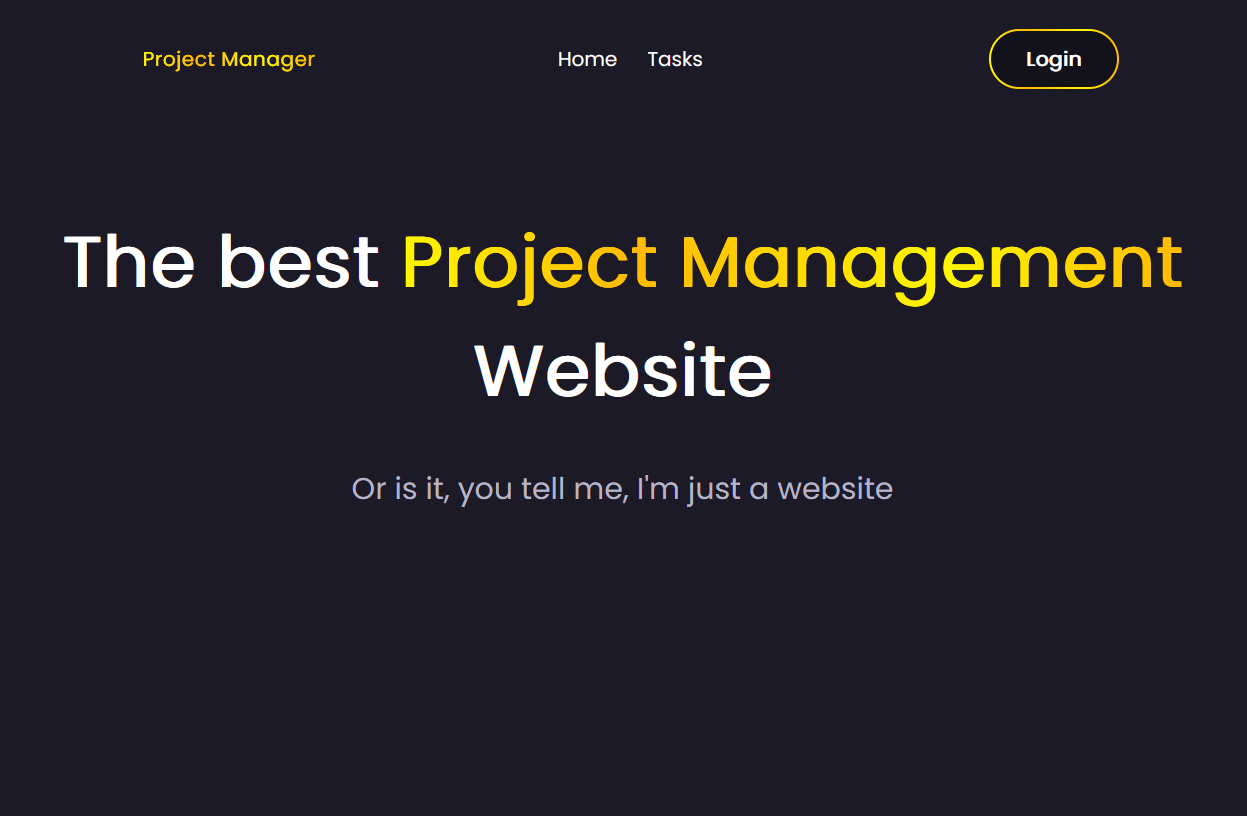 Project Manager
Home
Tasks
Login
The best Project Management
Website
Or is it, you tell me, I'm just a website